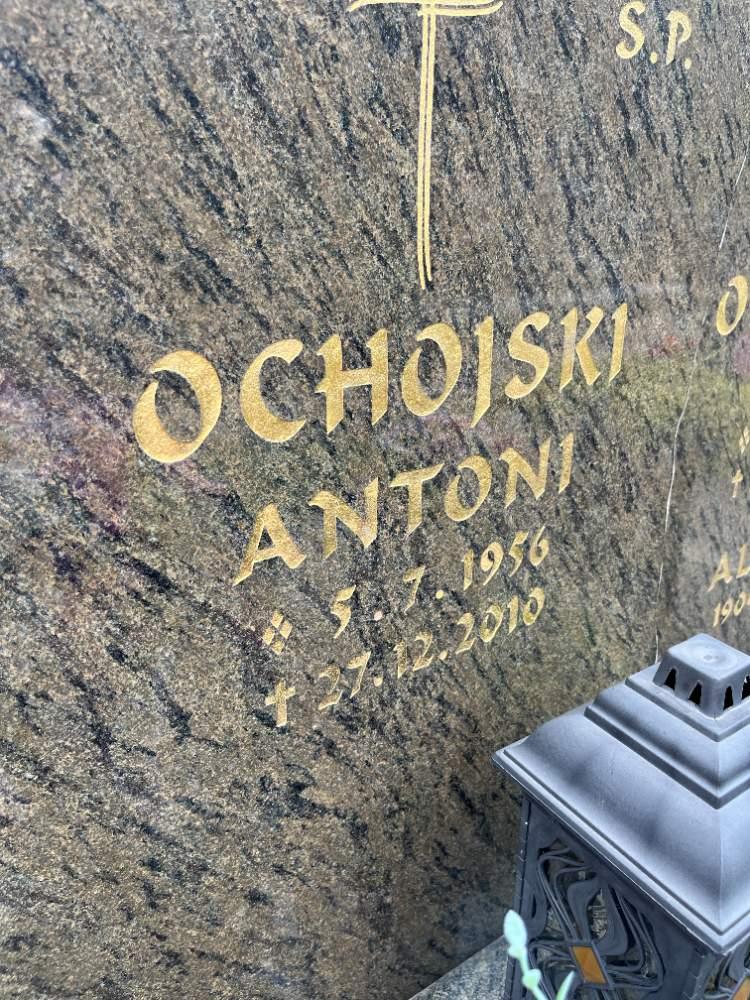 S.P.
OCHOJSKI
ANTONI
5.7.1956
✝ 27.12.2010